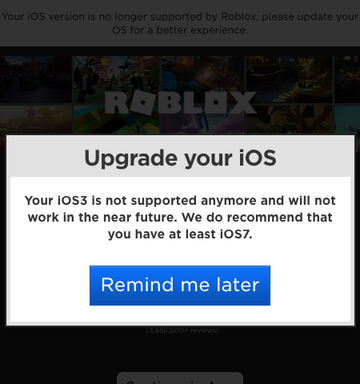 Your iOS version is no longer supported by Roblox, please update your
OS for a better experience.
ROBLOX
Upgrade your iOS
Your iOS3 is not supported anymore and will not
work in the near future. We do recommend that
you have at least iOS7.
Remind me later
(3,656,000+ reviews)